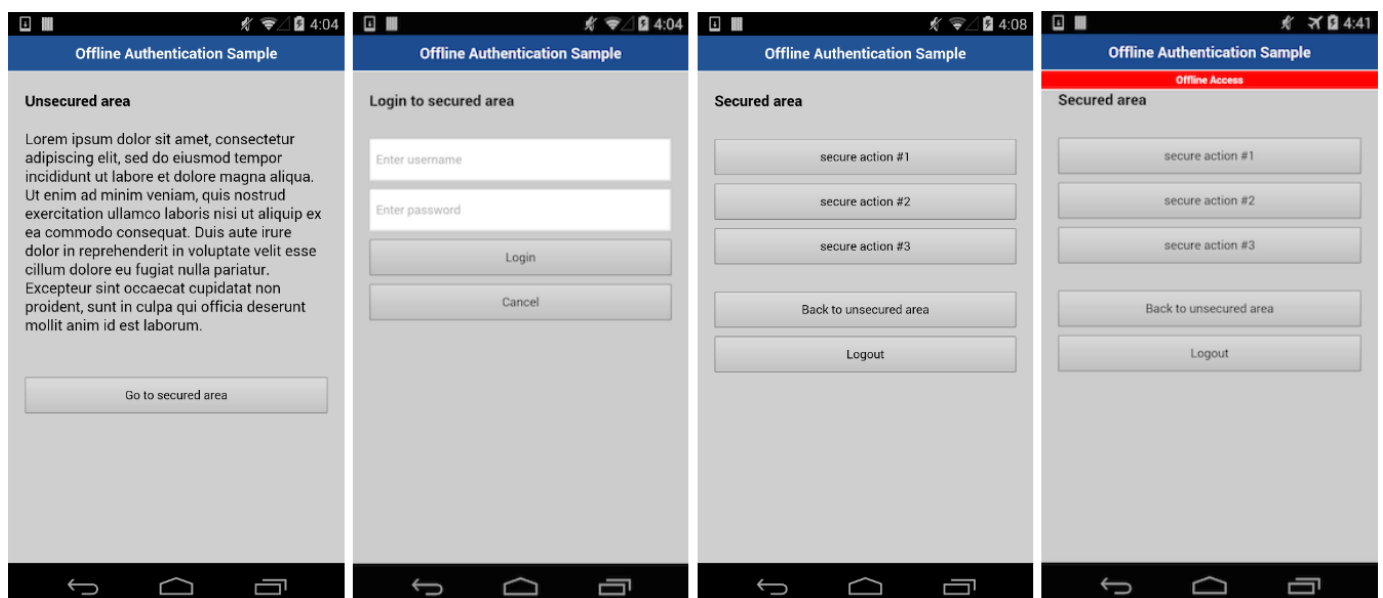 4:04
Offline Authentication Sample
Unsecured area
Lorem ipsum dolor sit amet, consectetur
adipiscing elit, sed do eiusmod tempor
incididunt ut labore et dolore magna aliqua.
Ut enim ad minim veniam, quis nostrud
exercitation ullamco laboris nisi ut aliquip ex
ea commodo consequat. Duis aute irure
dolor in reprehenderit in voluptate velit esse
cillum dolore eu fugiat nulla pariatur.
Excepteur sint occaecat cupidatat non
proident, sunt in culpa qui officia deserunt
mollit anim id est laborum.
Go to secured area
4:04
Offline Authentication Sample
Login to secured area
Enter username
Enter password
Login
Cancel
4:08
Offline Authentication Sample
Secured area
secure action #1
secure action #2
secure action #3
Back to unsecured area
Logout
4:41
Offline Authentication Sample
Offline Access
Secured area
secure action #1
secure action #2
secure action #3
Back to unsecured area
Logout